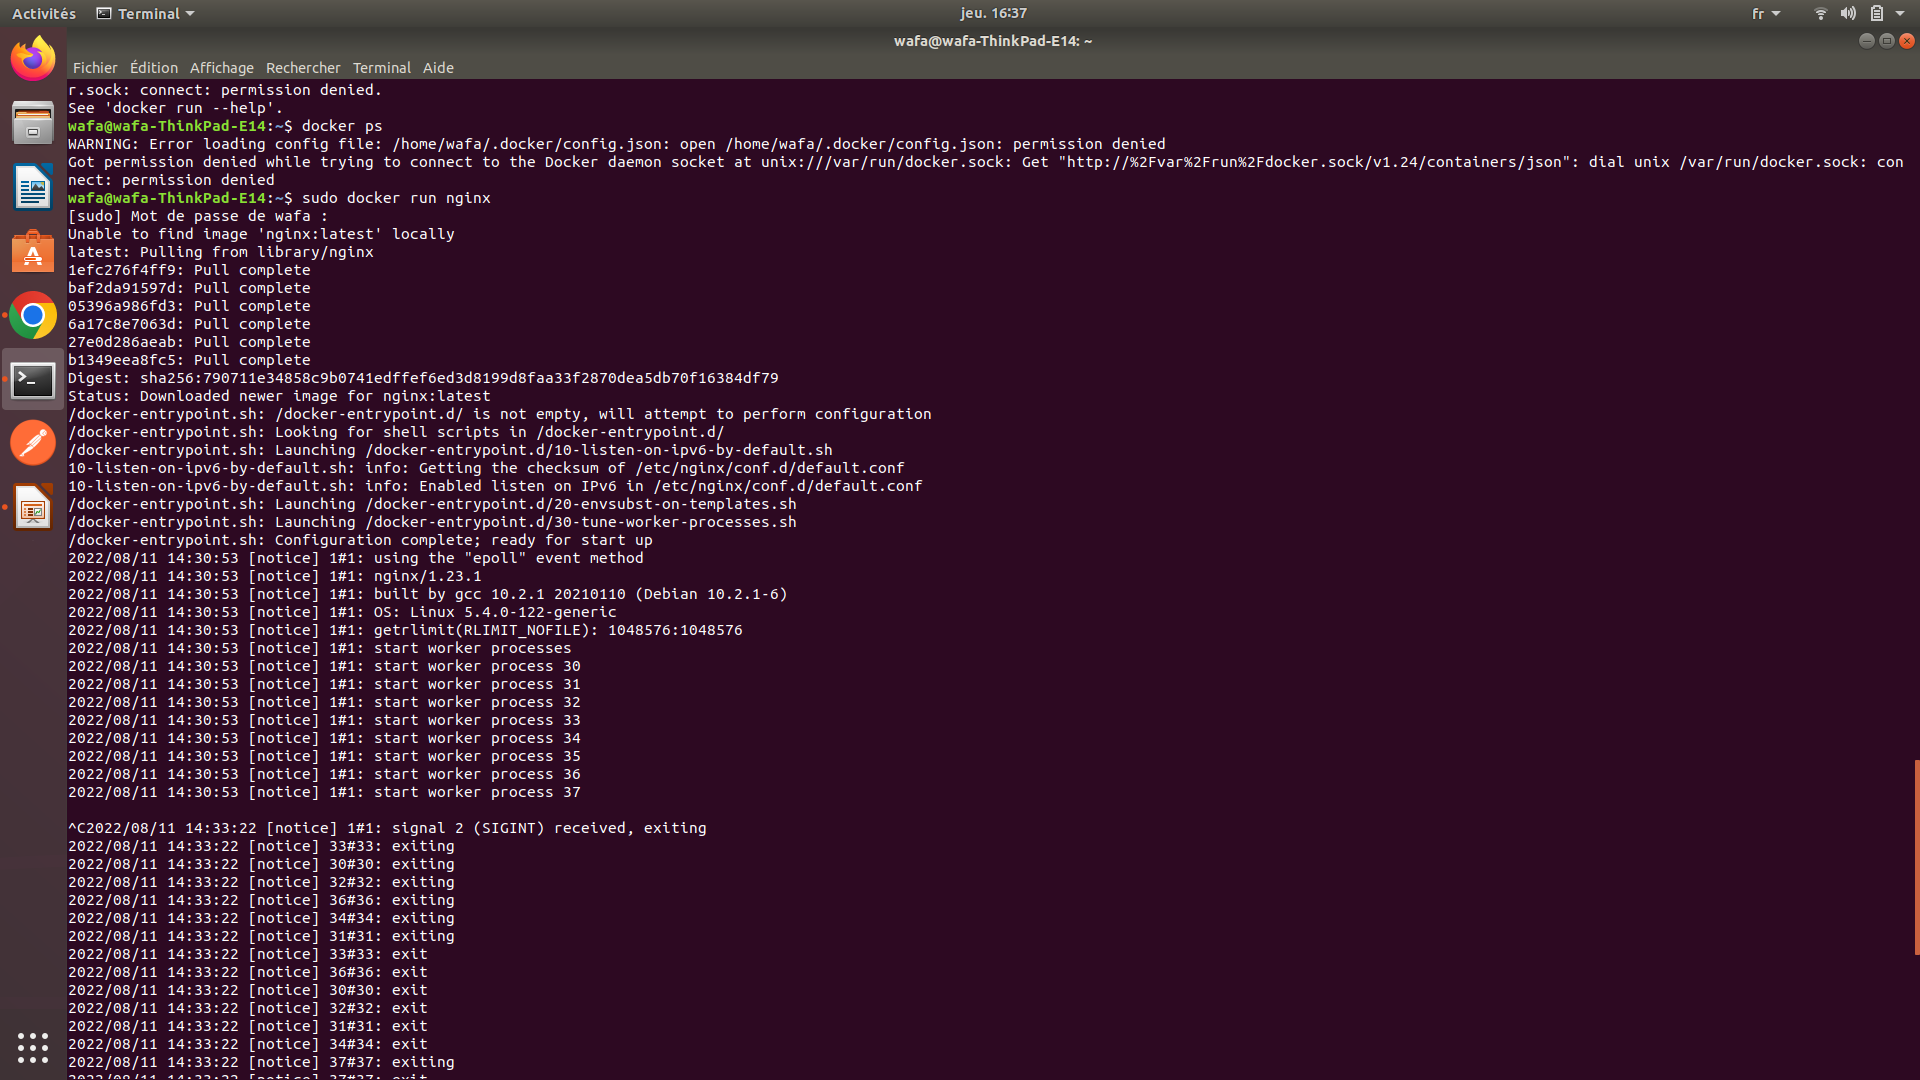 Activités Terminal jeu. 16:37 fr
wafa@wafa-ThinkPad-E14: ~
Fichier Édition Affichage Rechercher Terminal Aide
r.sock: connect: permission denied.
See 'docker run --help'.
wafa@wafa-ThinkPad-E14:~$ docker ps
WARNING: Error loading config file: /home/wafa/.docker/config.json: open /home/wafa/.docker/config.json: permission denied
Got permission denied while trying to connect to the Docker daemon socket at unix:///var/run/docker.sock: Get "http://%2Fvar%2Frun%2Fdocker.sock/v1.24/containers/json": dial unix /var/run/docker.sock: con
nect: permission denied
wafa@wafa-ThinkPad-E14:~$ sudo docker run nginx
[sudo] Mot de passe de wafa :
Unable to find image 'nginx:latest' locally
latest: Pulling from library/nginx
1efc276f4ff9: Pull complete
baf2da91597d: Pull complete
05396a986fd3: Pull complete
6a17c8e7063d: Pull complete
27e0d286aeab: Pull complete
b1349eea8fc5: Pull complete
Digest: sha256:790711e34858c9b0741edffef6ed3d8199d8faa33f2870dea5db70f16384df79
Status: Downloaded newer image for nginx:latest
/docker-entrypoint.sh: /docker-entrypoint.d/ is not empty, will attempt to perform configuration
/docker-entrypoint.sh: Looking for shell scripts in /docker-entrypoint.d/
/docker-entrypoint.sh: Launching /docker-entrypoint.d/10-listen-on-ipv6-by-default.sh
10-listen-on-ipv6-by-default.sh: info: Getting the checksum of /etc/nginx/conf.d/default.conf
10-listen-on-ipv6-by-default.sh: info: Enabled listen on IPv6 in /etc/nginx/conf.d/default.conf
/docker-entrypoint.sh: Launching /docker-entrypoint.d/20-envsubst-on-templates.sh
/docker-entrypoint.sh: Launching /docker-entrypoint.d/30-tune-worker-processes.sh
/docker-entrypoint.sh: Configuration complete; ready for start up
2022/08/11 14:30:53 [notice] 1#1: using the "epoll" event method
2022/08/11 14:30:53 [notice] 1#1: nginx/1.23.1
2022/08/11 14:30:53 [notice] 1#1: built by gcc 10.2.1 20210110 (Debian 10.2.1-6)
2022/08/11 14:30:53 [notice] 1#1: OS: Linux 5.4.0-122-generic
2022/08/11 14:30:53 [notice] 1#1: getrlimit(RLIMIT_NOFILE): 1048576:1048576
2022/08/11 14:30:53 [notice] 1#1: start worker processes
2022/08/11 14:30:53 [notice] 1#1: start worker process 30
2022/08/11 14:30:53 [notice] 1#1: start worker process 31
2022/08/11 14:30:53 [notice] 1#1: start worker process 32
2022/08/11 14:30:53 [notice] 1#1: start worker process 33
2022/08/11 14:30:53 [notice] 1#1: start worker process 34
2022/08/11 14:30:53 [notice] 1#1: start worker process 35
2022/08/11 14:30:53 [notice] 1#1: start worker process 36
2022/08/11 14:30:53 [notice] 1#1: start worker process 37
^C2022/08/11 14:33:22 [notice] 1#1: signal 2 (SIGINT) received, exiting
2022/08/11 14:33:22 [notice] 33#33: exiting
2022/08/11 14:33:22 [notice] 30#30: exiting
2022/08/11 14:33:22 [notice] 32#32: exiting
2022/08/11 14:33:22 [notice] 36#36: exiting
2022/08/11 14:33:22 [notice] 34#34: exiting
2022/08/11 14:33:22 [notice] 31#31: exiting
2022/08/11 14:33:22 [notice] 33#33: exit
2022/08/11 14:33:22 [notice] 36#36: exit
2022/08/11 14:33:22 [notice] 30#30: exit
2022/08/11 14:33:22 [notice] 32#32: exit
2022/08/11 14:33:22 [notice] 31#31: exit
2022/08/11 14:33:22 [notice] 34#34: exit
2022/08/11 14:33:22 [notice] 37#37: exiting
2022/08/11 14:33:22 [notice] 37#37: exit